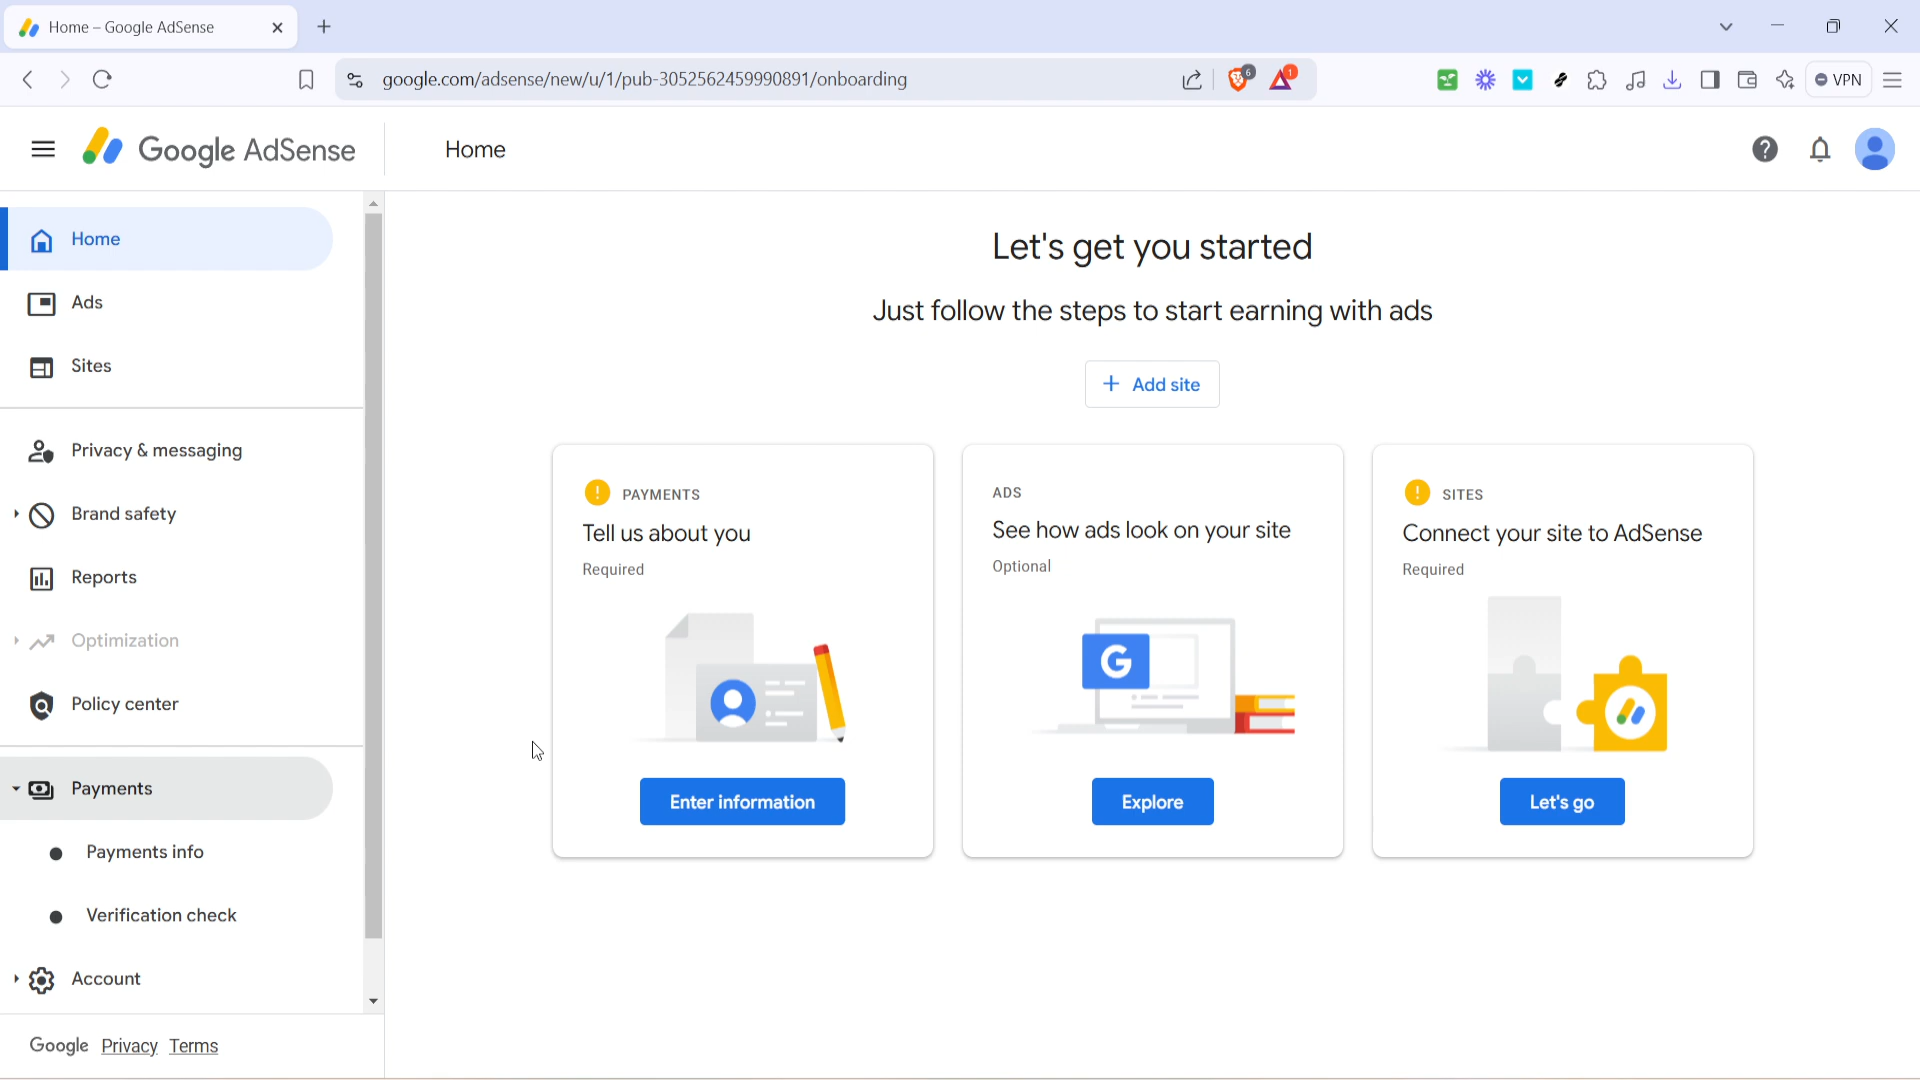 Home – Google AdSense
google.com/adsense/new/u/1/pub-3052562459990891/onboarding
6
1
VPN
Google AdSense
Home
Home
Ads
Sites
Privacy & messaging
Brand safety
Reports
Optimization
Policy center
Payments
Payments info
Verification check
Account
Google Privacy Terms
Let's get you started
Just follow the steps to start earning with ads
+ Add site
! PAYMENTS
Tell us about you
Required
Enter information
ADS
See how ads look on your site
Optional
G
Explore
! SITES
Connect your site to AdSense
Required
Let's go